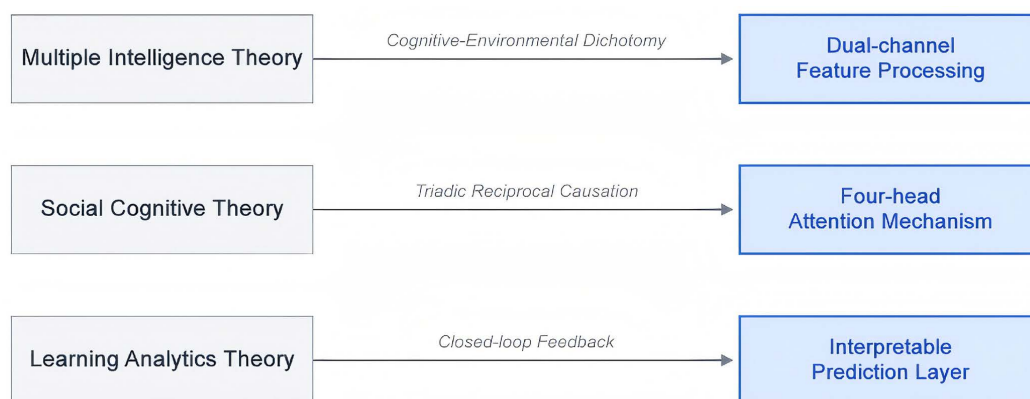 Multiple Intelligence Theory
Cognitive-Environmental Dichotomy
Dual-channel
Feature Processing
Social Cognitive Theory
Triadic Reciprocal Causation
Four-head
Attention Mechanism
Learning Analytics Theory
Closed-loop Feedback
Interpretable
Prediction Layer